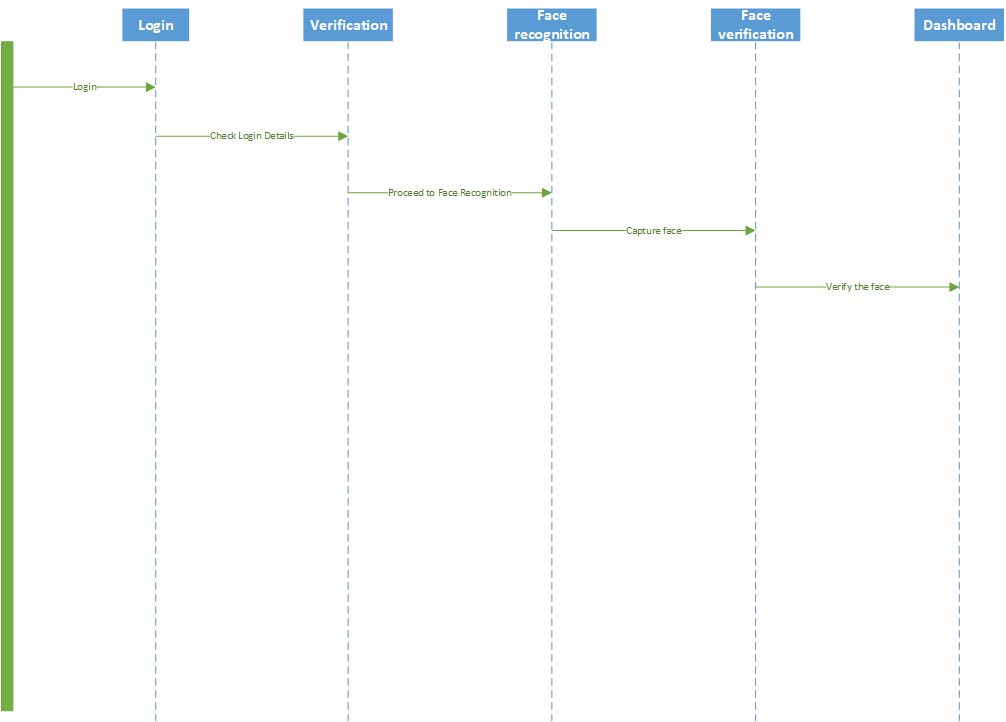 Login
Verification
Face
recognition
Face
verification
Dashboard
Login
Check Login Details
Proceed to Face Recognition
Capture face
Verify the face